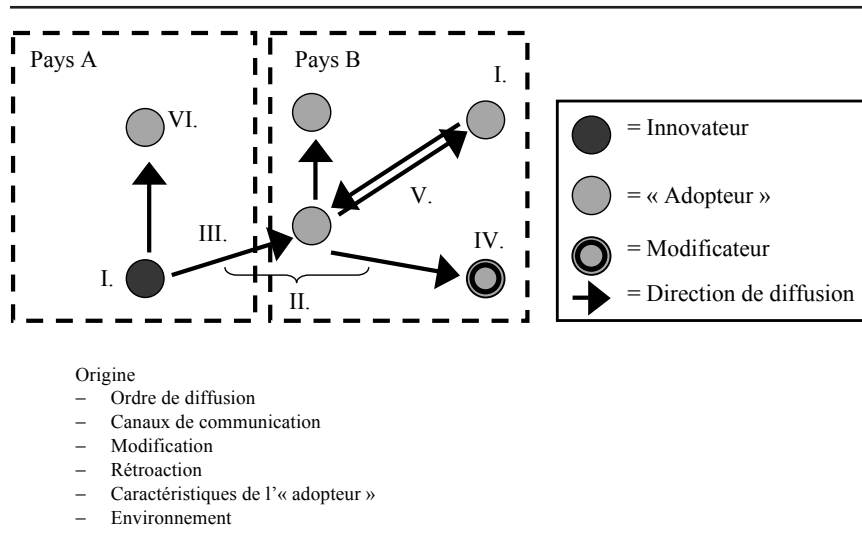 Pays A
Pays B
I.
VI.
V.
III.
IV.
I.
II.
= Innovateur
= « Adopteur »
= Modificateur
= Direction de diffusion
Origine
– Ordre de diffusion
– Canaux de communication
– Modification
– Rétroaction
– Caractéristiques de l'« adopteur »
– Environnement